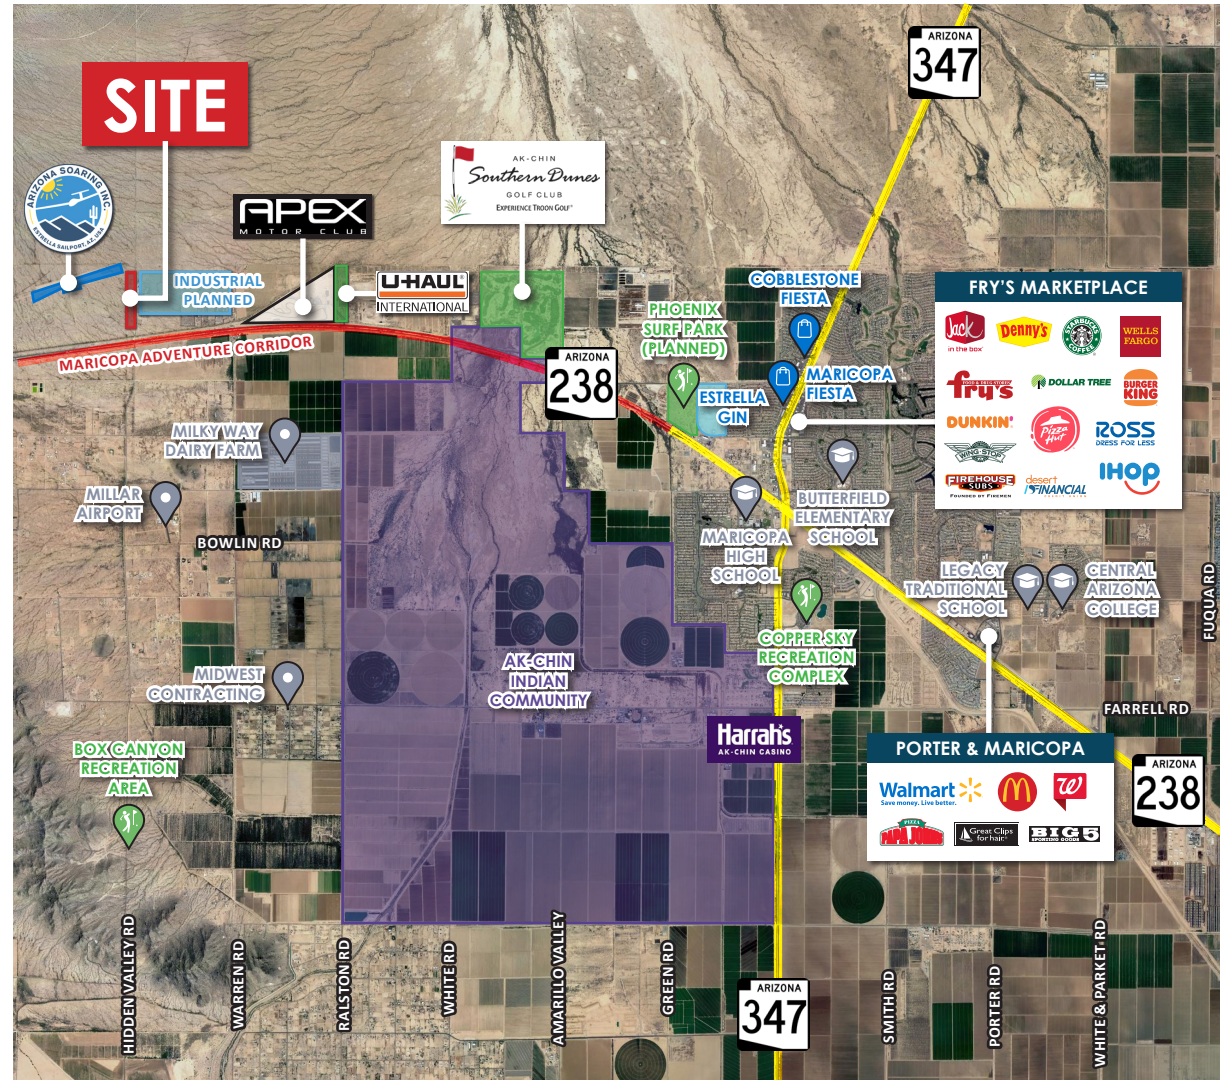 ARIZONA
347
SITE
ARIZONA SOARING INC.
ESTRELLA SAILPORT, AZ, USA
APEX
MOTOR CLUB
AK-CHIN
Southern Dunes
GOLF CLUB
EXPERIENCE TROON GOLF
INDUSTRIAL
PLANNED
U-HAUL
INTERNATIONAL
MARICOPA ADVENTURE CORRIDOR
PHOENIX
SURF PARK
(PLANNED)
COBBLESTONE
FIESTA
ARIZONA
238
ESTRELLA
GIN
MARICOPA
FIESTA
FRY'S MARKETPLACE
Jack
in the box
Denny's
STARBUCKS
COFFEE
WELLS
FARGO
FOOD & DRUG STORES
fry's
DOLLAR TREE
BURGER
KING
DUNKIN'
Pizza
Hut
ROSS
DRESS FOR LESS
WING·STOP
FIREHOUSE
SUBS
FOUNDED BY FIREMEN
desert
FINANCIAL
CREDIT UNION
IHOP
MILKY WAY
DAIRY FARM
MILLAR
AIRPORT
BOWLIN RD
MARICOPA
HIGH
SCHOOL
BUTTERFIELD
ELEMENTARY
SCHOOL
LEGACY
TRADITIONAL
SCHOOL
CENTRAL
ARIZONA
COLLEGE
FUQUA RD
COPPER SKY
RECREATION
COMPLEX
AK-CHIN
INDIAN
COMMUNITY
MIDWEST
CONTRACTING
FARRELL RD
Harrah's
AK-CHIN CASINO
BOX CANYON
RECREATION
AREA
PORTER & MARICOPA
Walmart
Save money. Live better.
M
W
PIZZA
PAPA JOHN'S
Great Clips
for hair.
BIG 5
SPORTING GOODS
ARIZONA
238
HIDDEN VALLEY RD
WARREN RD
RALSTON RD
WHITE RD
AMARILLO VALLEY
GREEN RD
ARIZONA
347
SMITH RD
PORTER RD
WHITE & PARKET RD